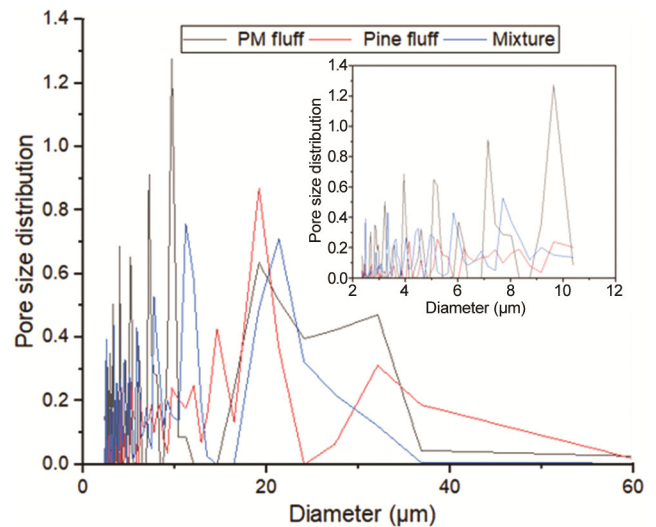 PM fluff Pine fluff Mixture
Pore size distribution
1.4
1.2
1.0
0.8
0.6
0.4
0.2
0.0
0 20 40 60
Diameter (µm)
Pore size distribution
1.4
1.2
1.0
0.8
0.6
0.4
0.2
0.0
2 4 6 8 10 12
Diameter (µm)